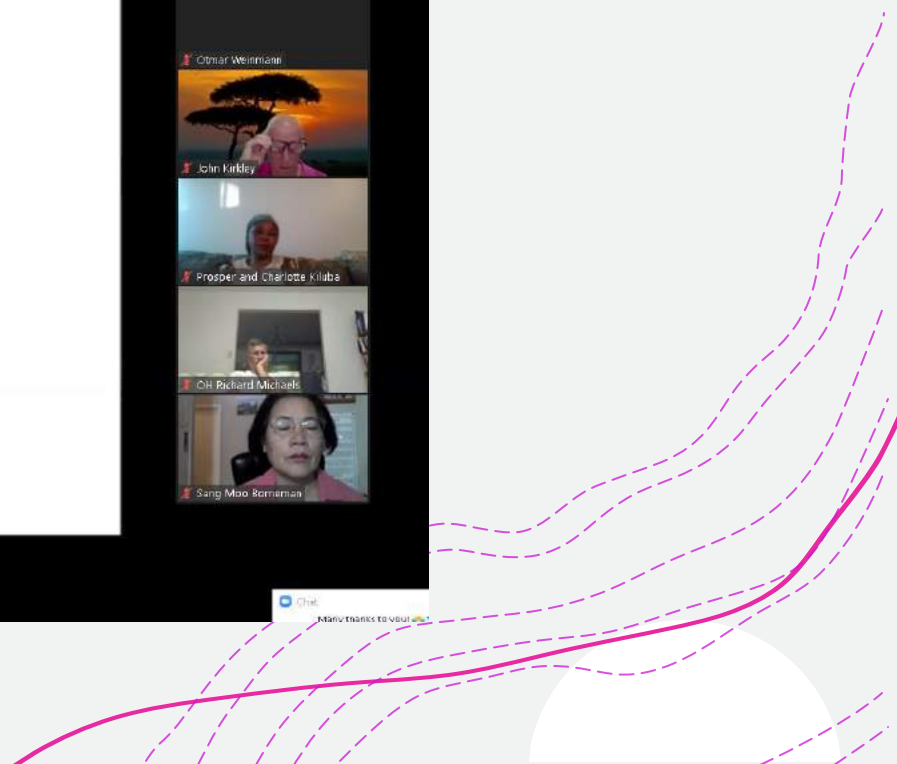 Otmar Weinmann
John Kirkley
Prosper and Charlotte Kiluba
OH Richard Michaels
Sang Moo Borneman
Chat
Many thanks to you!